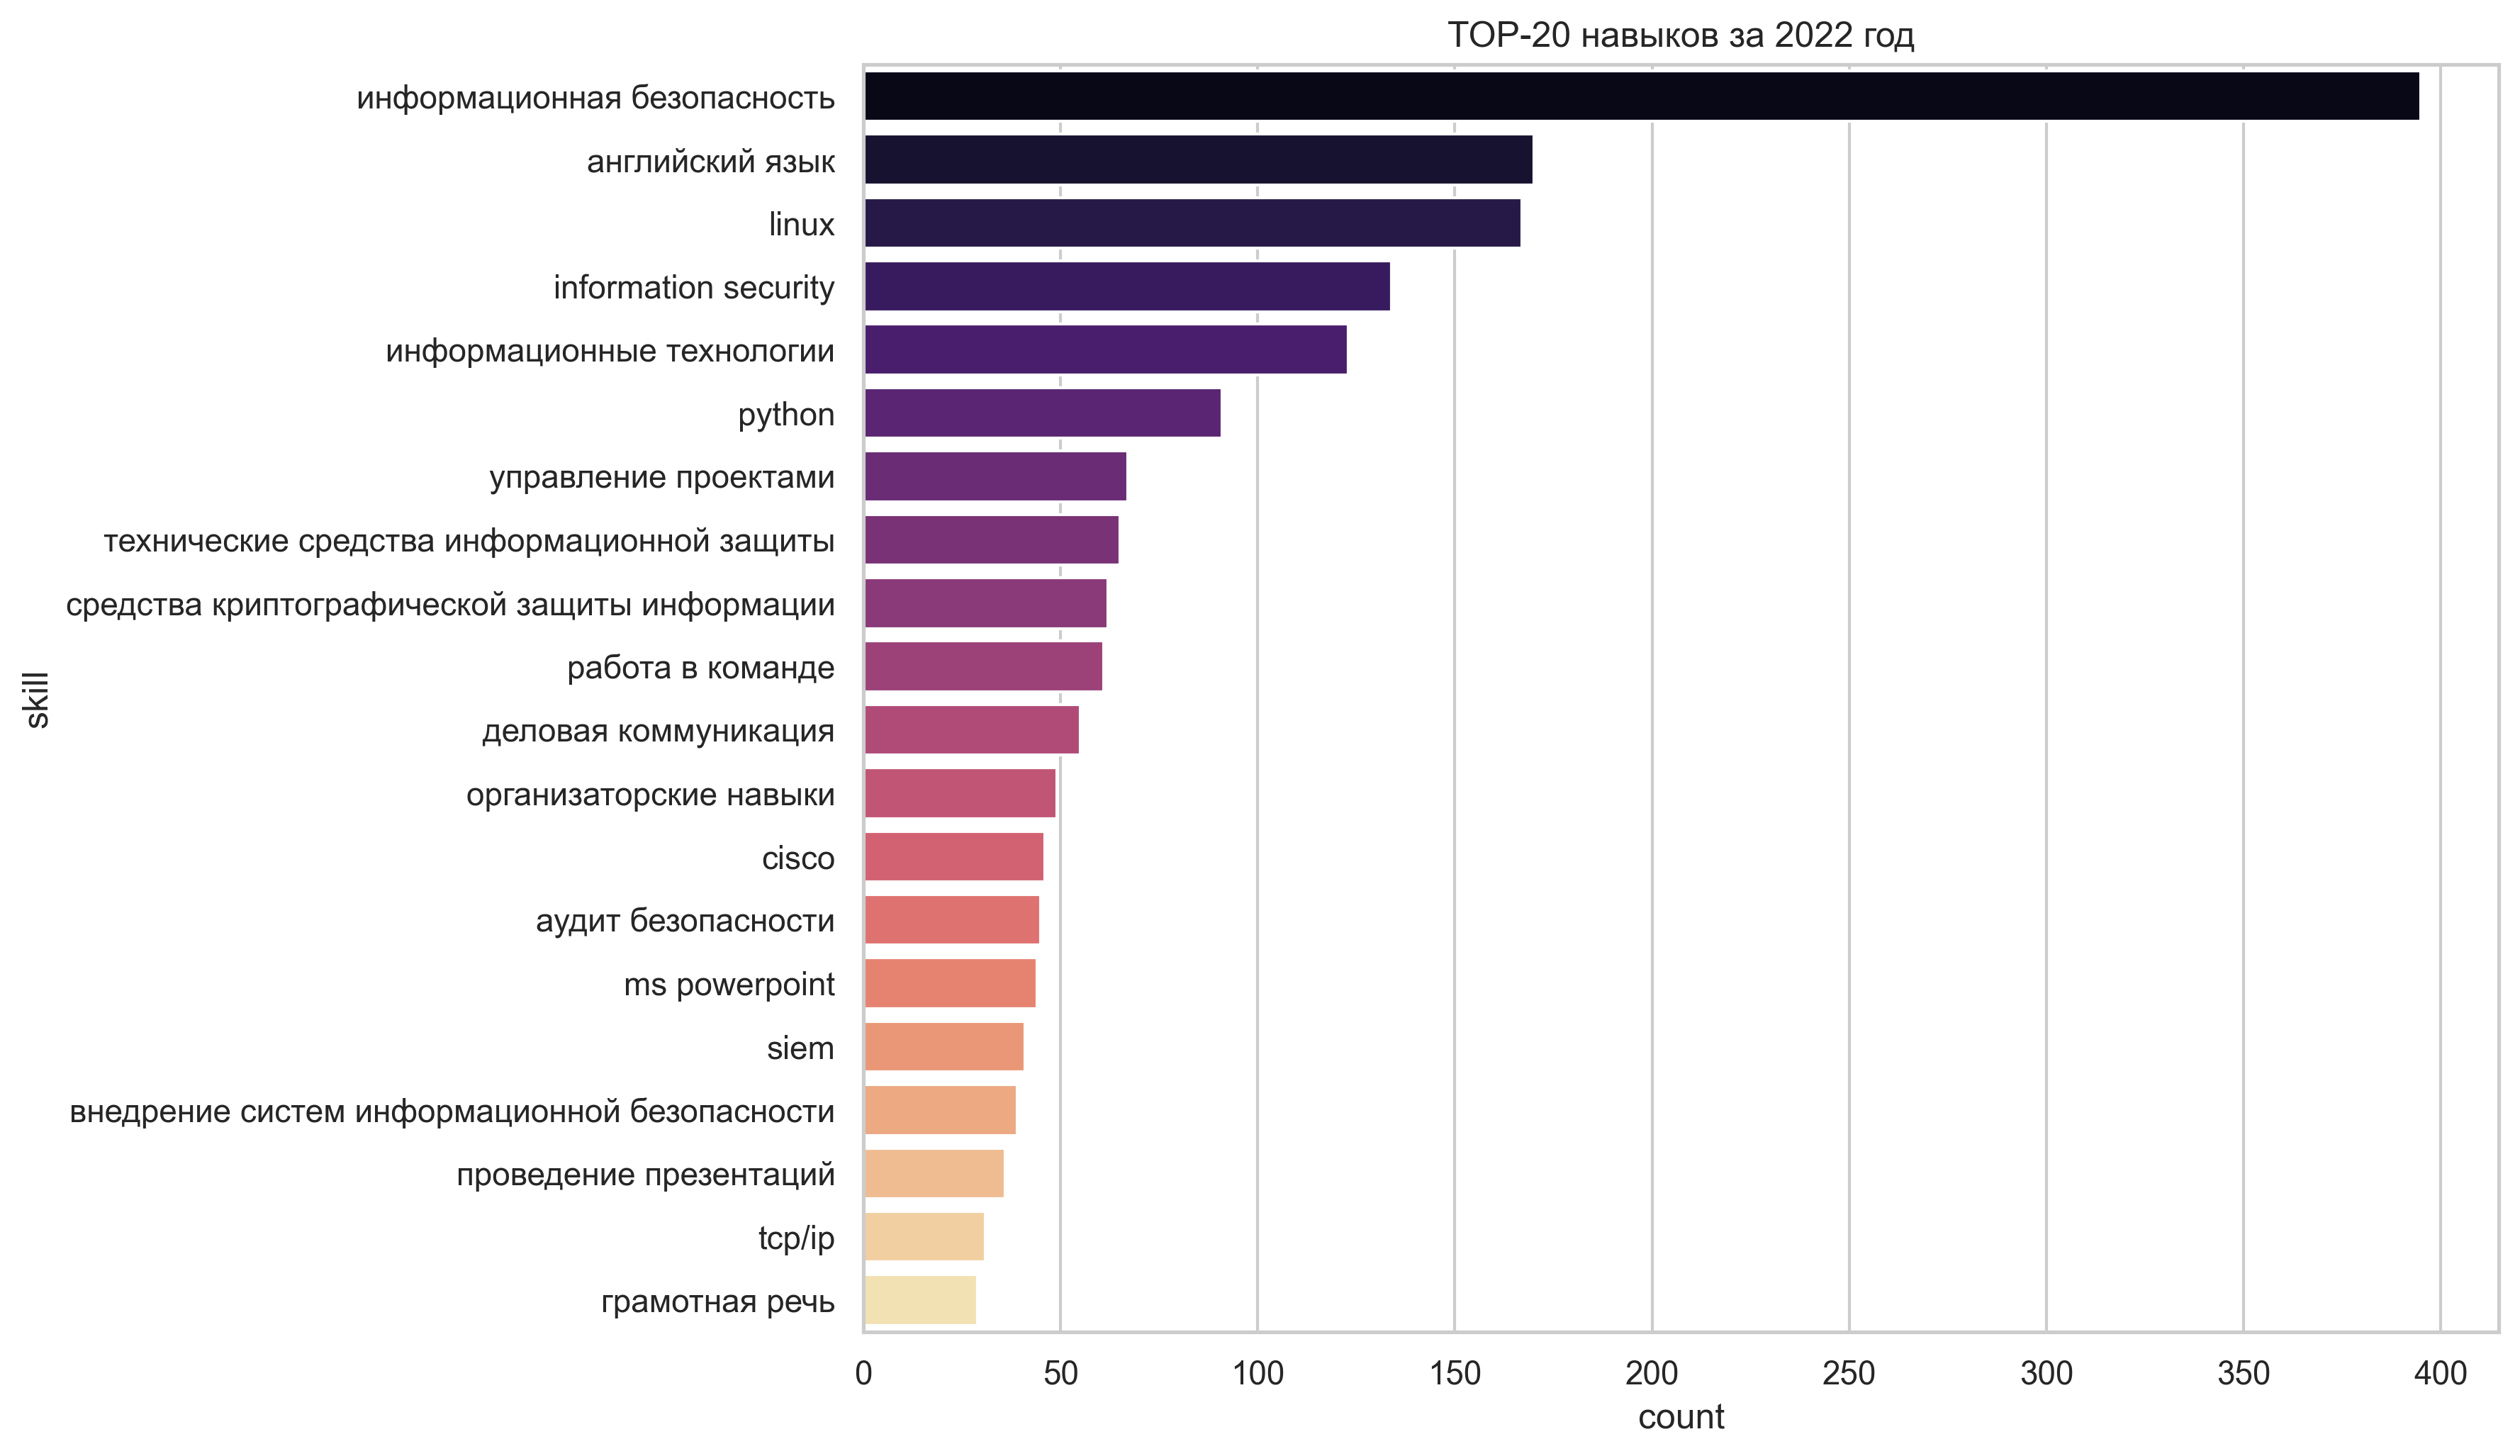 TOP-20 навыков за 2022 год
информационная безопасность
английский язык
linux
information security
информационные технологии
python
управление проектами
технические средства информационной защиты
средства криптографической защиты информации
работа в команде
деловая коммуникация
организаторские навыки
cisco
аудит безопасности
ms powerpoint
siem
внедрение систем информационной безопасности
проведение презентаций
tcp/ip
грамотная речь
skill
0 50 100 150 200 250 300 350 400
count